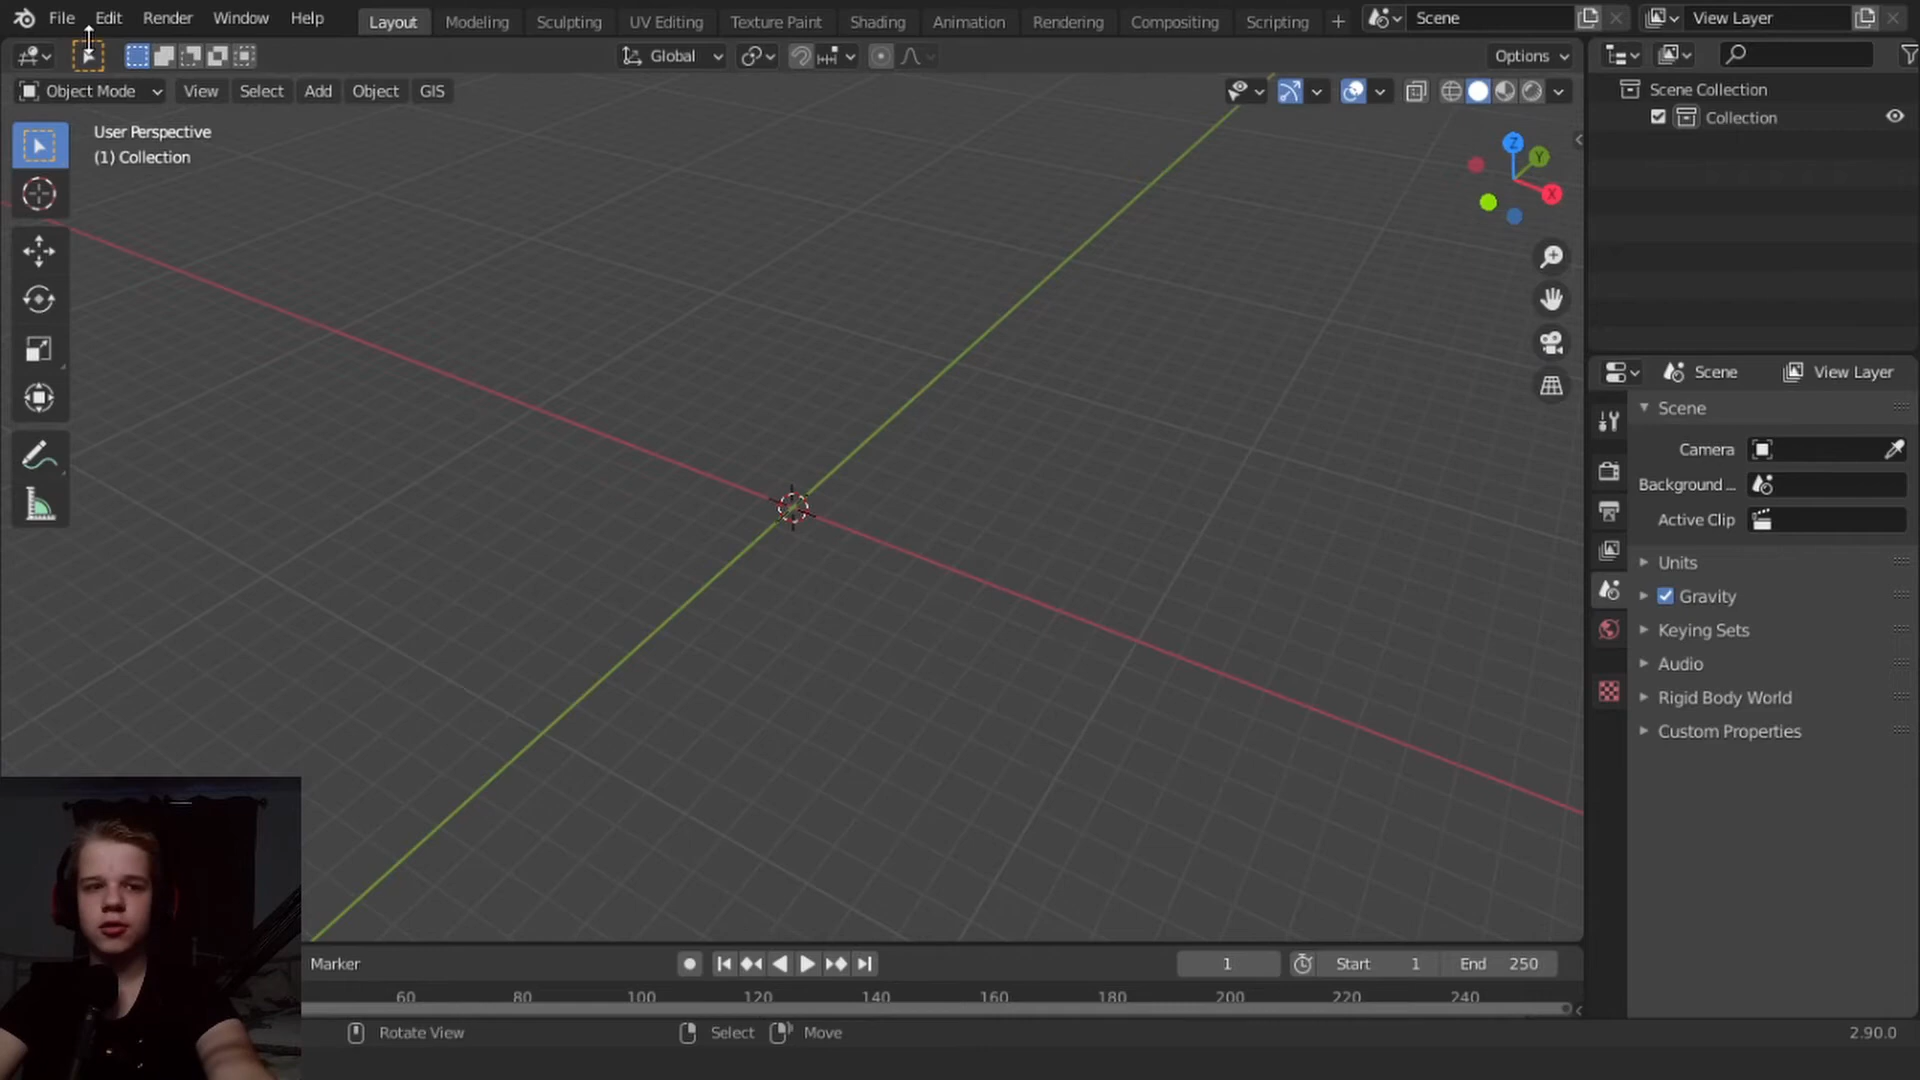 File Edit Render Window Help Layout Modeling Sculpting UV Editing Texture Paint Shading Animation Rendering Compositing Scripting + Scene View Layer
Global Options
Object Mode View Select Add Object GIS
User Perspective
(1) Collection
Z
Y
X
Scene Collection
Collection
Scene View Layer
Scene
Camera
Background ...
Active Clip
Units
Gravity
Keying Sets
Audio
Rigid Body World
Custom Properties
Marker 1 Start 1 End 250
60 80 100 120 140 160 180 200 220 240
Rotate View Select Move 2.90.0